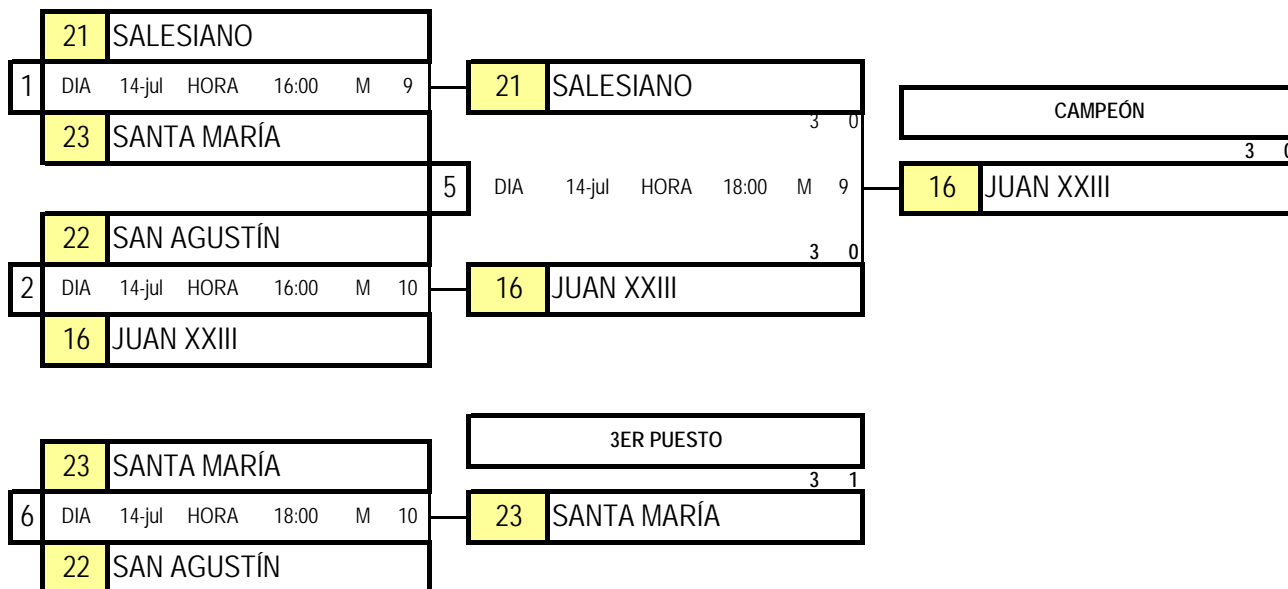 21 SALESIANO
1 DIA 14-jul HORA 16:00 M 9
23 SANTA MARÍA
21 SALESIANO
3 0
5 DIA 14-jul HORA 18:00 M 9
22 SAN AGUSTÍN
2 DIA 14-jul HORA 16:00 M 10
16 JUAN XXIII
3 0
16 JUAN XXIII
CAMPEÓN
3 0
16 JUAN XXIII
23 SANTA MARÍA
6 DIA 14-jul HORA 18:00 M 10
22 SAN AGUSTÍN
3ER PUESTO
3 1
23 SANTA MARÍA